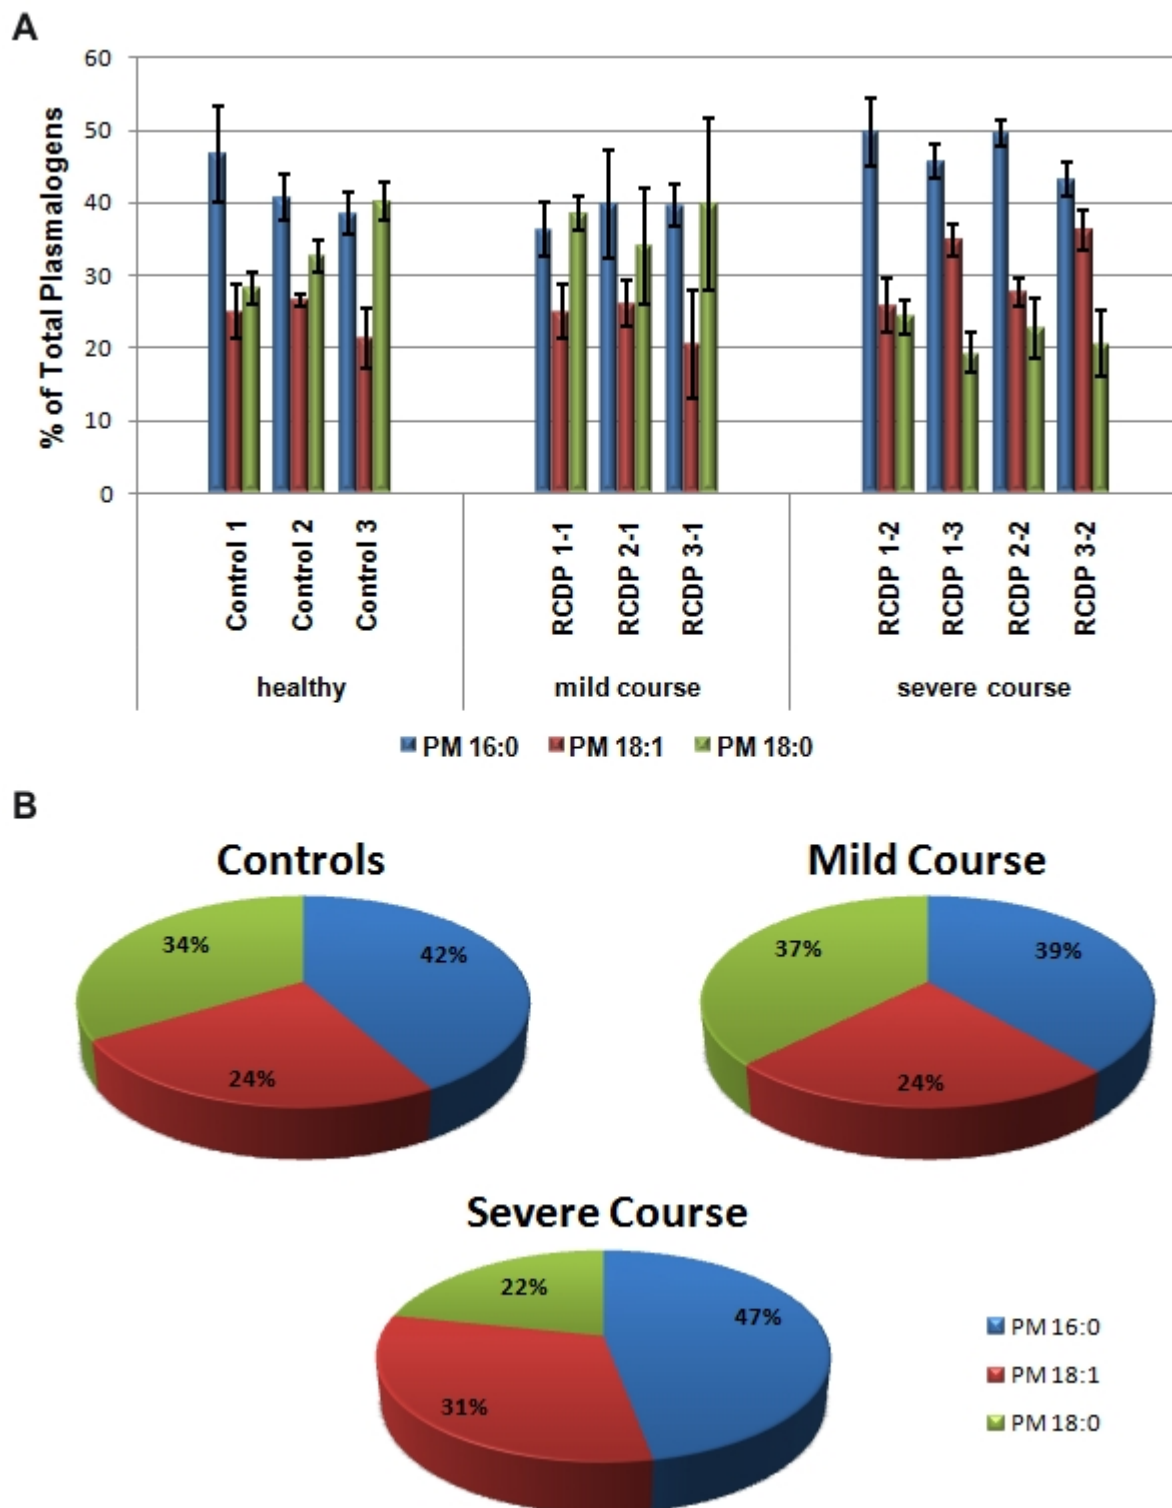 A
% of Total Plasmalogens
60
50
40
30
20
10
0
Control 1
Control 2
Control 3
RCDP 1-1
RCDP 2-1
RCDP 3-1
RCDP 1-2
RCDP 1-3
RCDP 2-2
RCDP 3-2
healthy
mild course
severe course
PM 16:0 PM 18:1 PM 18:0
B
Controls
34%
42%
24%
Mild Course
37%
39%
24%
Severe Course
22%
47%
31%
PM 16:0
PM 18:1
PM 18:0